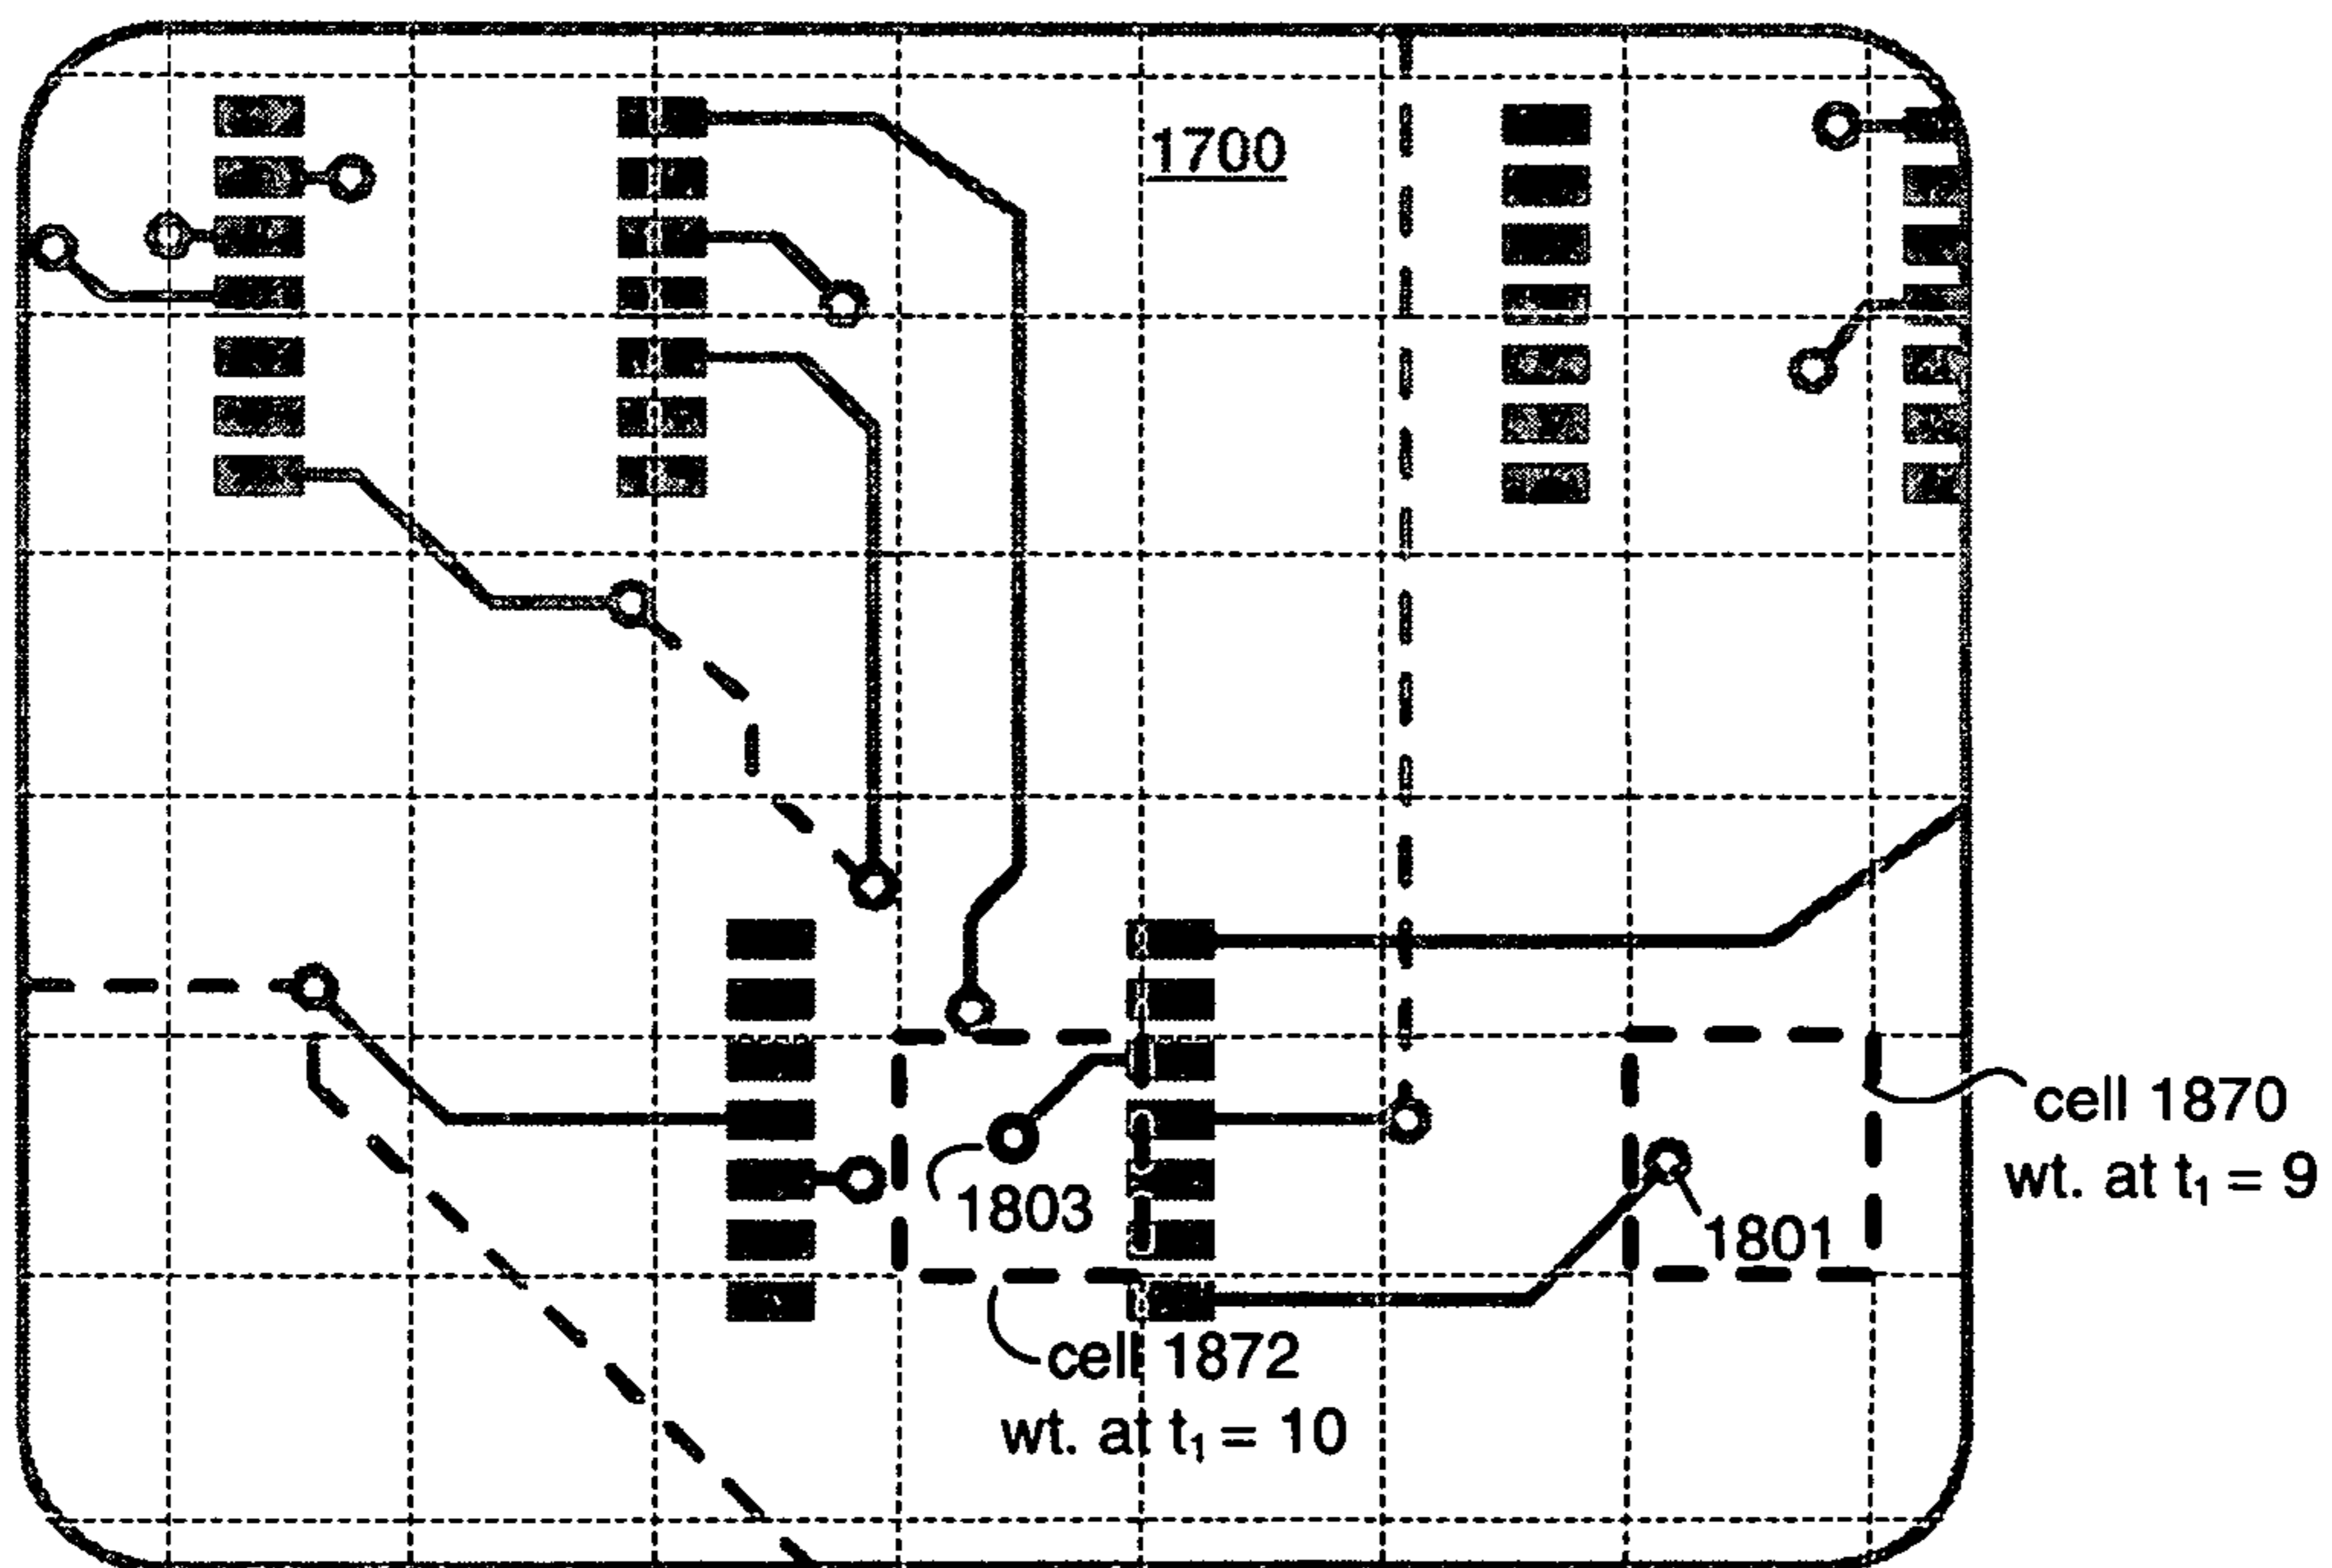 1700
cell 1870
wt. at t₁ = 9
1803
1801
cell 1872
wt. at t₁ = 10